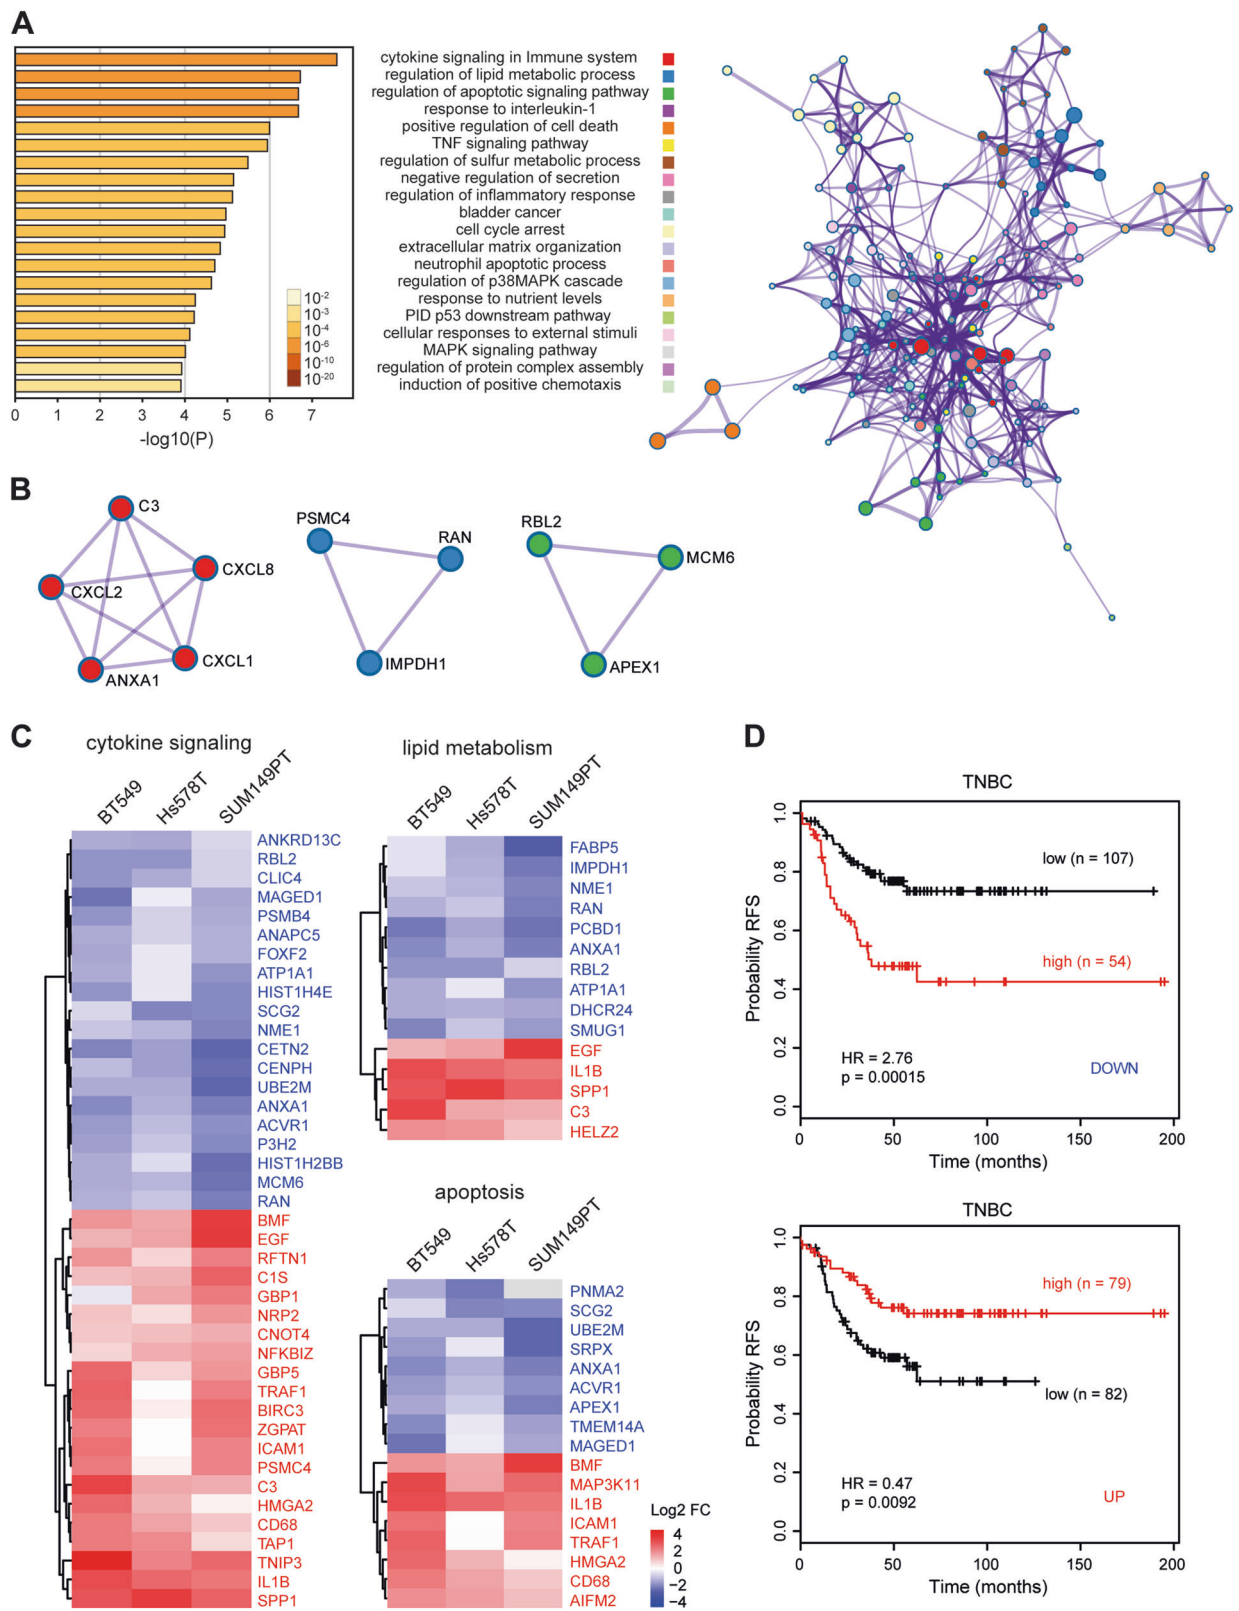 A
cytokine signaling in Immune system
regulation of lipid metabolic process
regulation of apoptotic signaling pathway
response to interleukin-1
positive regulation of cell death
TNF signaling pathway
regulation of sulfur metabolic process
negative regulation of secretion
regulation of inflammatory response
bladder cancer
cell cycle arrest
extracellular matrix organization
neutrophil apoptotic process
regulation of p38MAPK cascade
response to nutrient levels
PID p53 downstream pathway
cellular responses to external stimuli
MAPK signaling pathway
regulation of protein complex assembly
induction of positive chemotaxis
10-2
10-3
10-4
10-6
10-10
10-20
0 1 2 3 4 5 6 7
-log10(P)
B
C3
CXCL8
CXCL2
CXCL1
ANXA1
PSMC4
RAN
IMPDH1
RBL2
MCM6
APEX1
C
cytokine signaling
BT549 Hs578T SUM149PT
ANKRD13C
RBL2
CLIC4
MAGED1
PSMB4
ANAPC5
FOXF2
ATP1A1
HIST1H4E
SCG2
NME1
CETN2
CENPH
UBE2M
ANXA1
ACVR1
P3H2
HIST1H2BB
MCM6
RAN
BMF
EGF
RFTN1
C1S
GBP1
NRP2
CNOT4
NFKBIZ
GBP5
TRAF1
BIRC3
ZGPAT
ICAM1
PSMC4
C3
HMGA2
CD68
TAP1
TNIP3
IL1B
SPP1
lipid metabolism
BT549 Hs578T SUM149PT
FABP5
IMPDH1
NME1
RAN
PCBD1
ANXA1
RBL2
ATP1A1
DHCR24
SMUG1
EGF
IL1B
SPP1
C3
HELZ2
apoptosis
BT549 Hs578T SUM149PT
PNMA2
SCG2
UBE2M
SRPX
ANXA1
ACVR1
APEX1
TMEM14A
MAGED1
BMF
MAP3K11
IL1B
ICAM1
TRAF1
HMGA2
CD68
AIFM2
Log2 FC
4
2
0
−2
−4
D
TNBC
Probability RFS
1.0
0.8
0.6
0.4
0.2
0.0
low (n = 107)
high (n = 54)
HR = 2.76
p = 0.00015
DOWN
0 50 100 150 200
Time (months)
TNBC
Probability RFS
1.0
0.8
0.6
0.4
0.2
0.0
high (n = 79)
low (n = 82)
HR = 0.47
p = 0.0092
UP
0 50 100 150 200
Time (months)